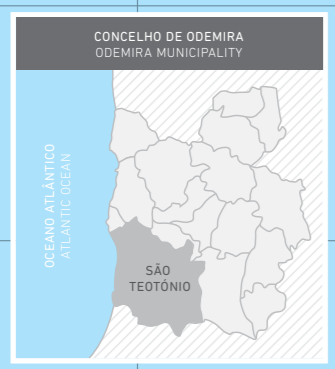 CONCELHO DE ODEMIRA
ODEMIRA MUNICIPALITY
OCEANO ATLÂNTICO
ATLANTIC OCEAN
SÃO
TEOTÓNIO